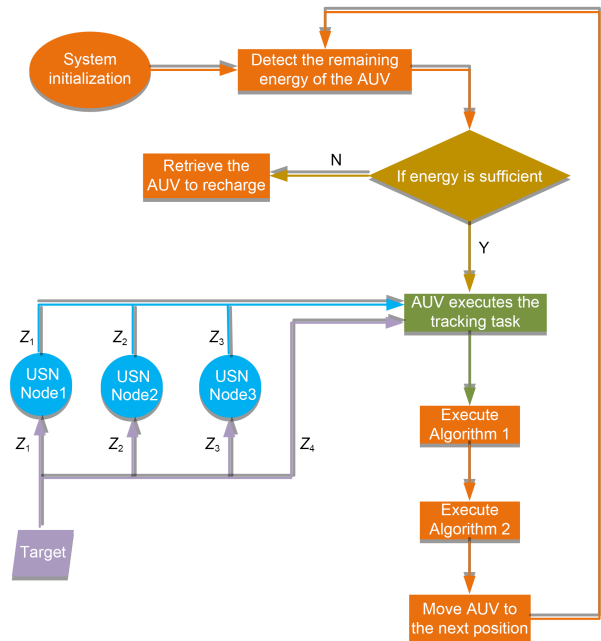 System
initialization
Detect the remaining
energy of the AUV
N
Retrieve the
AUV to recharge
If energy is sufficient
Y
AUV executes the
tracking task
Z1
Z2
Z3
USN
Node1
USN
Node2
USN
Node3
Z1
Z2
Z3
Z4
Execute
Algorithm 1
Target
Execute
Algorithm 2
Move AUV to
the next position